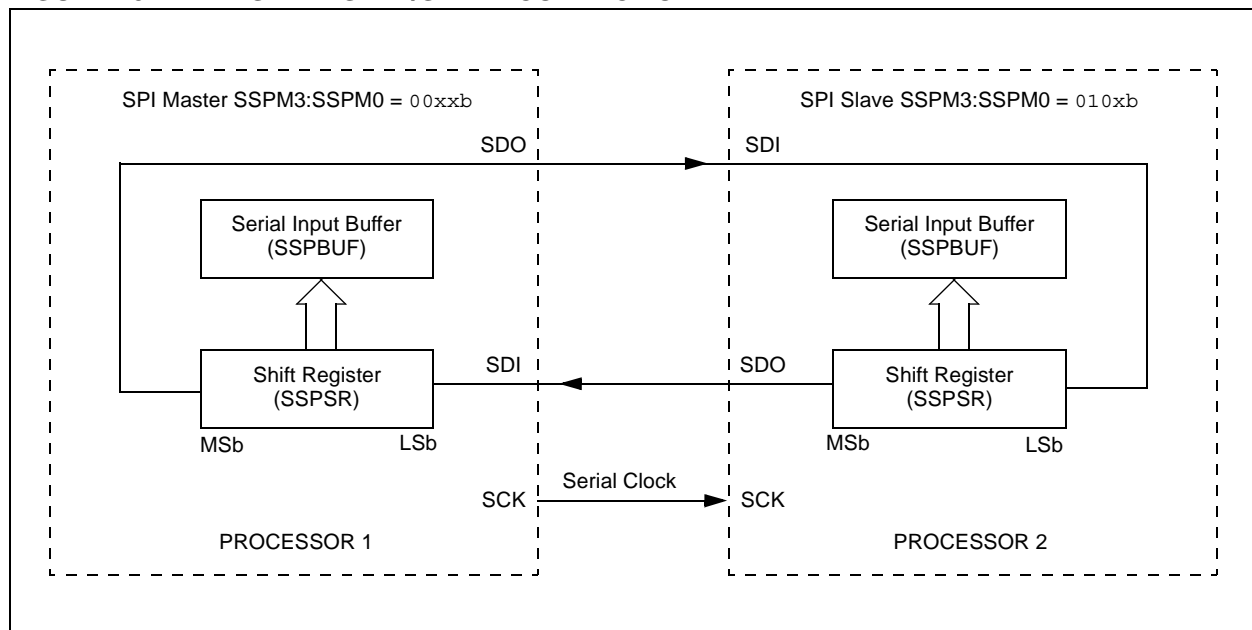 SPI Master SSPM3:SSPM0 = 00xxb
SPI Slave SSPM3:SSPM0 = 010xb
SDO
SDI
Serial Input Buffer
(SSPBUF)
Serial Input Buffer
(SSPBUF)
Shift Register
(SSPSR)
MSb
LSb
SDI
SDO
Shift Register
(SSPSR)
MSb
LSb
SCK
Serial Clock
SCK
PROCESSOR 1
PROCESSOR 2